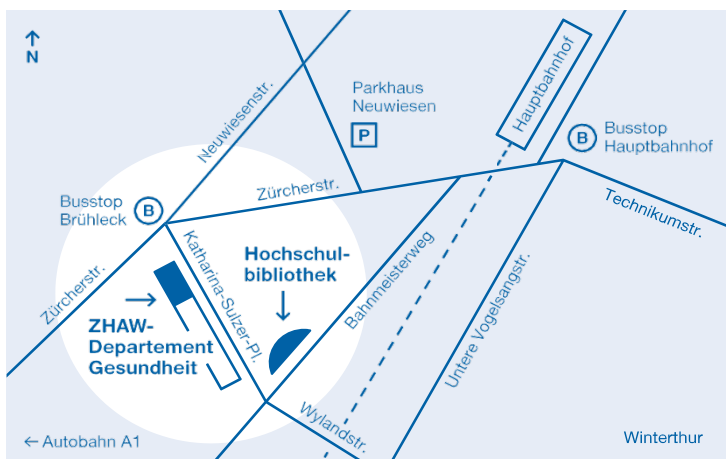 N
Neuwiesenstr.
Parkhaus
Neuwiesen
P
Hauptbahnhof
B
Busstop
Hauptbahnhof
Busstop
Brühleck
B
Zürcherstr.
Technikumstr.
Zürcherstr.
Katharina-Sulzer-Pl.
Hochschul-
bibliothek
Bahnmeisterweg
Untere Vogelsangstr.
ZHAW-
Departement
Gesundheit
Wylandstr.
← Autobahn A1
Winterthur